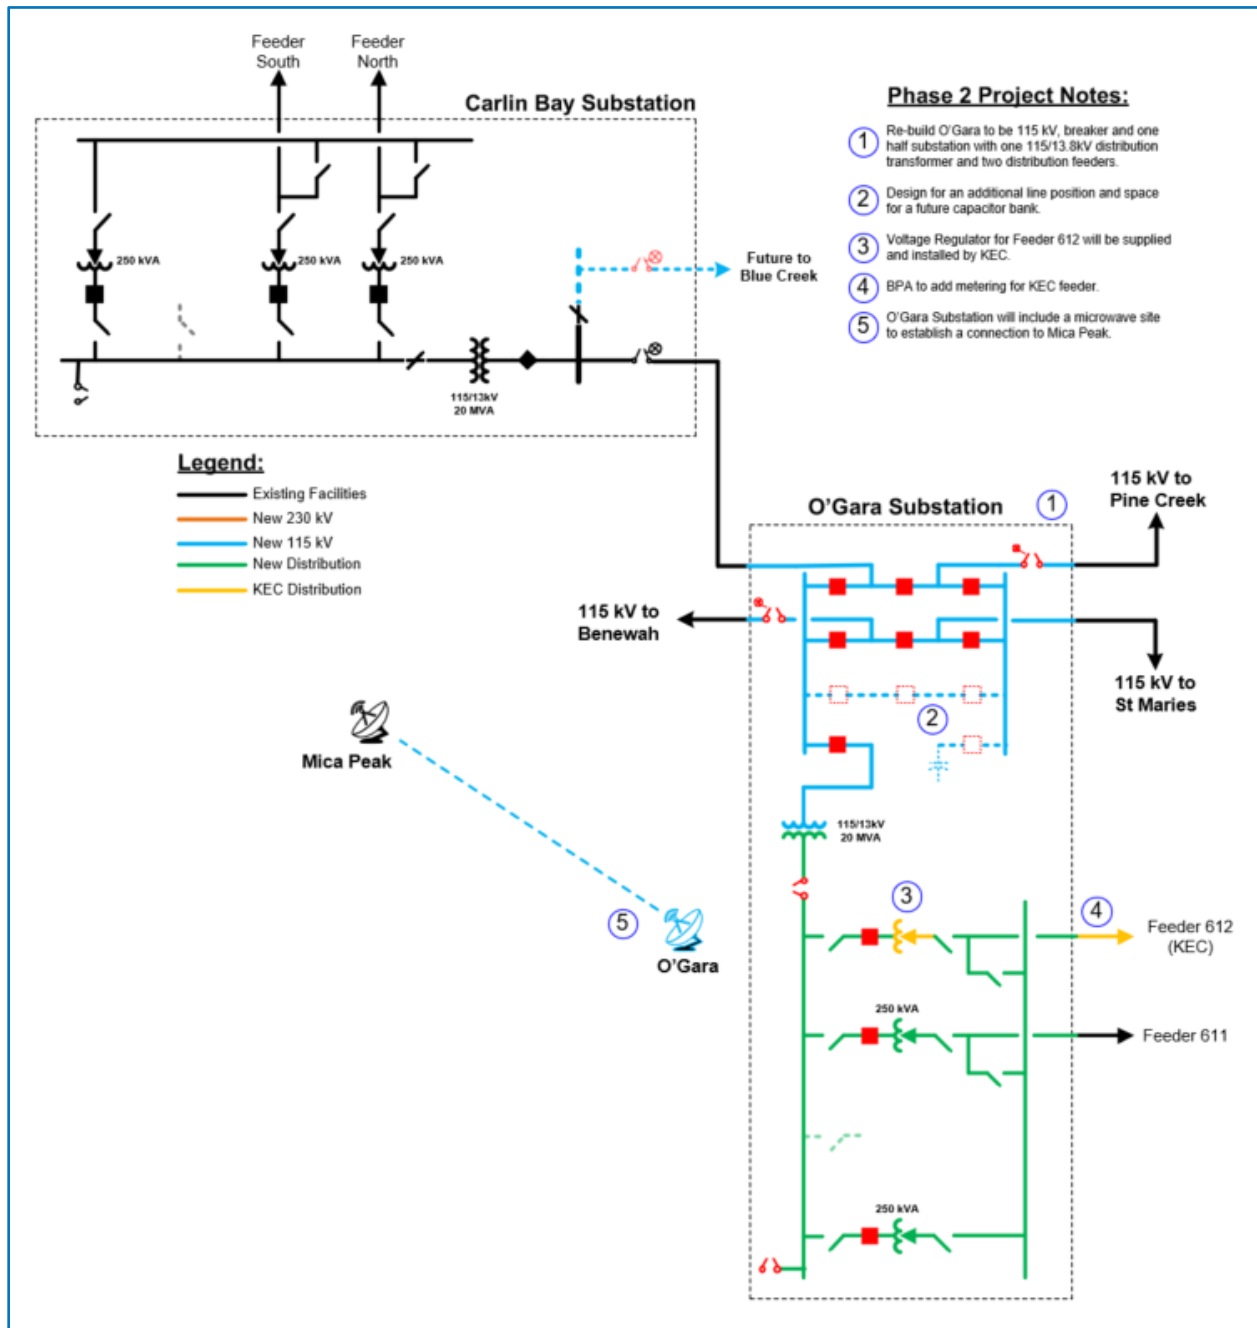 Feeder
South
Feeder
North
Carlin Bay Substation
250 kVA
250 kVA
250 kVA
115/13kV
20 MVA
Future to
Blue Creek
Phase 2 Project Notes:
1
Re-build O'Gara to be 115 kV, breaker and one
half substation with one 115/13.8kV distribution
transformer and two distribution feeders.
2
Design for an additional line position and space
for a future capacitor bank.
3
Voltage Regulator for Feeder 612 will be supplied
and installed by KEC.
4
BPA to add metering for KEC feeder.
5
O'Gara Substation will include a microwave site
to establish a connection to Mica Peak.
Legend:
Existing Facilities
New 230 kV
New 115 kV
New Distribution
KEC Distribution
O'Gara Substation
1
115 kV to
Pine Creek
115 kV to
Benewah
115 kV to
St Maries
2
Mica Peak
5
O'Gara
115/13kV
20 MVA
3
4
Feeder 612
(KEC)
250 kVA
Feeder 611
250 kVA